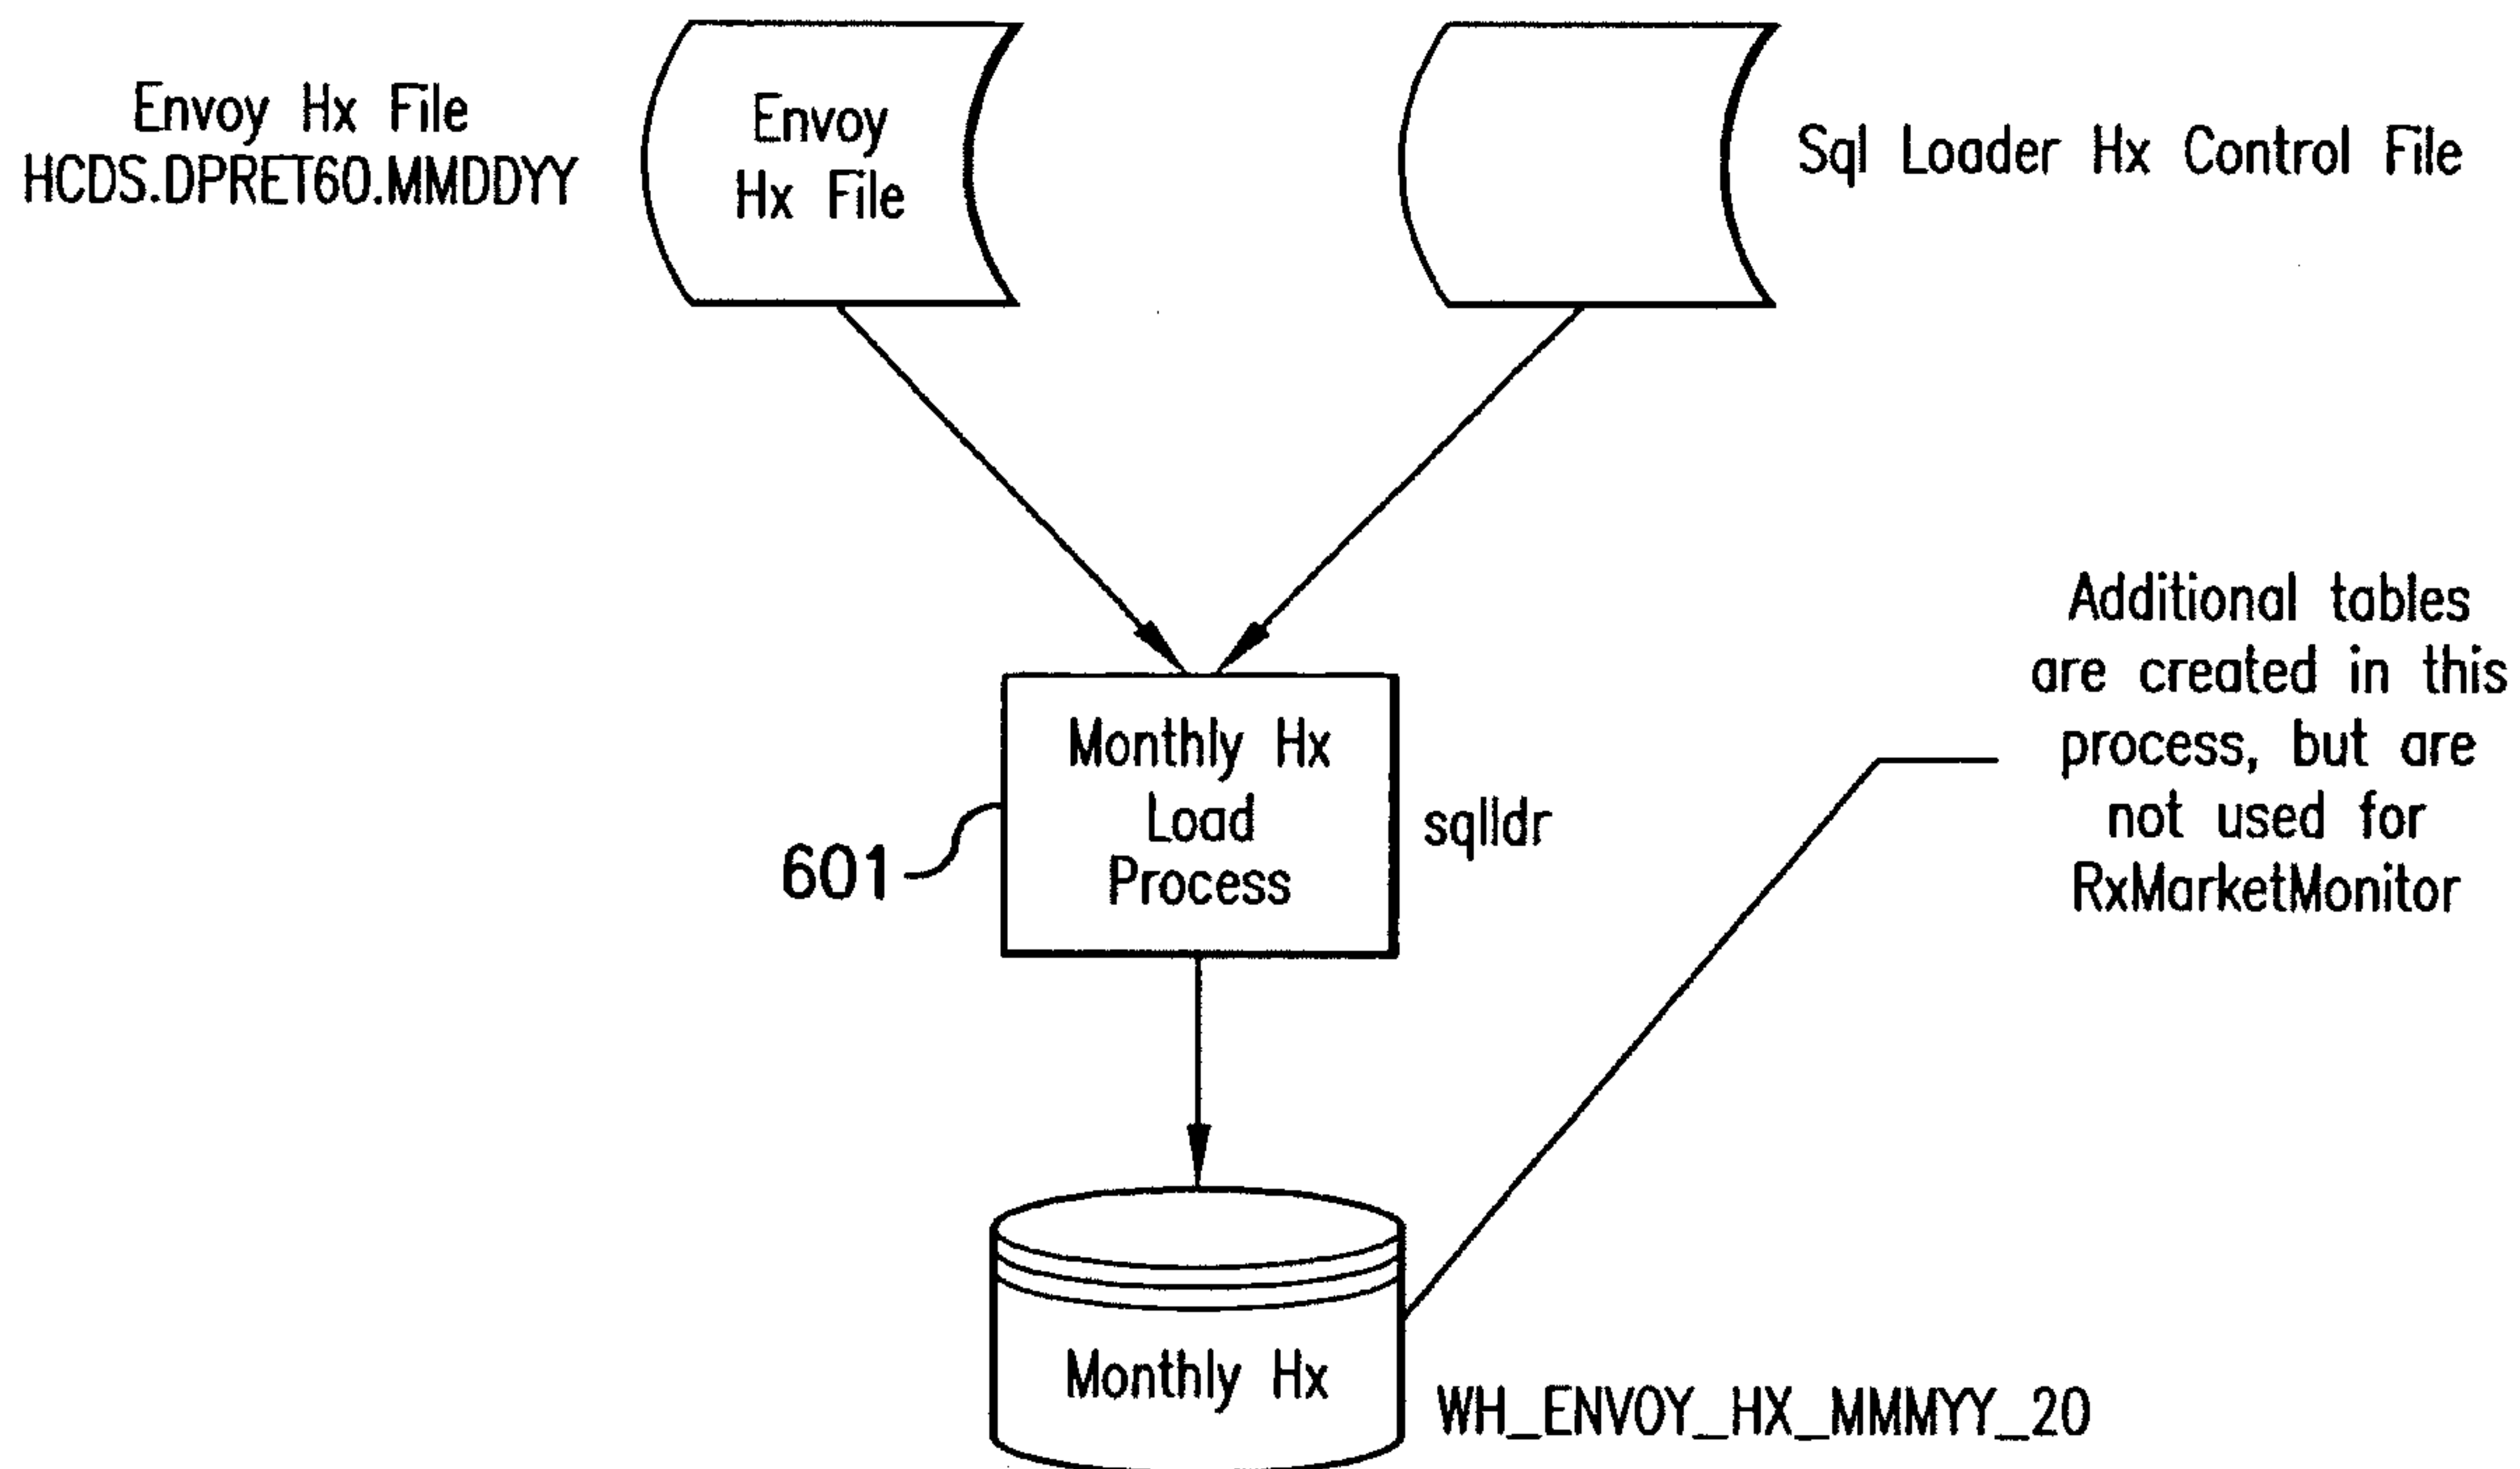 Envoy Hx File
HCDS.DPRET60.MMDDYY
Envoy
Hx File
Sql Loader Hx Control File
Additional tables
are created in this
process, but are
not used for
RxMarketMonitor
Monthly Hx
Load
Process
sqlldr
601
Monthly Hx
WH_ENVOY_HX_MMMYY_20